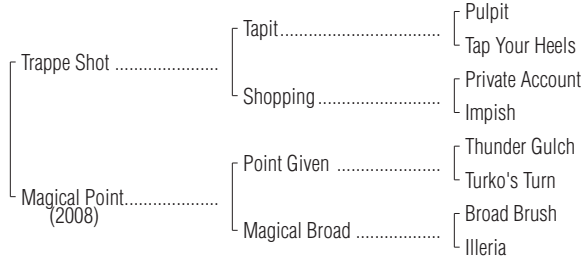 Pulpit
Tapit..................................
Tap Your Heels
Trappe Shot ......................
Private Account
Shopping..........................
Impish
Thunder Gulch
Point Given ......................
Turko's Turn
Magical Point....................
(2008)
Broad Brush
Magical Broad ..................
Illeria